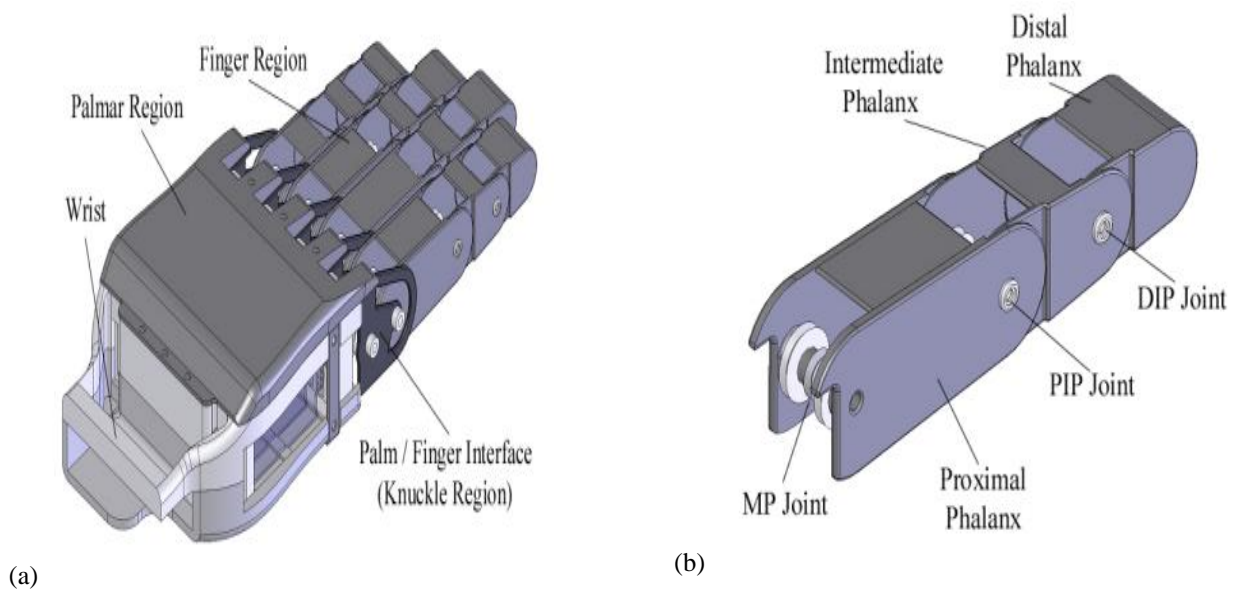 Finger Region
Palmar Region
Wrist
Palm / Finger Interface
(Knuckle Region)
(a)
Distal
Phalanx
Intermediate
Phalanx
DIP Joint
PIP Joint
MP Joint
Proximal
Phalanx
(b)